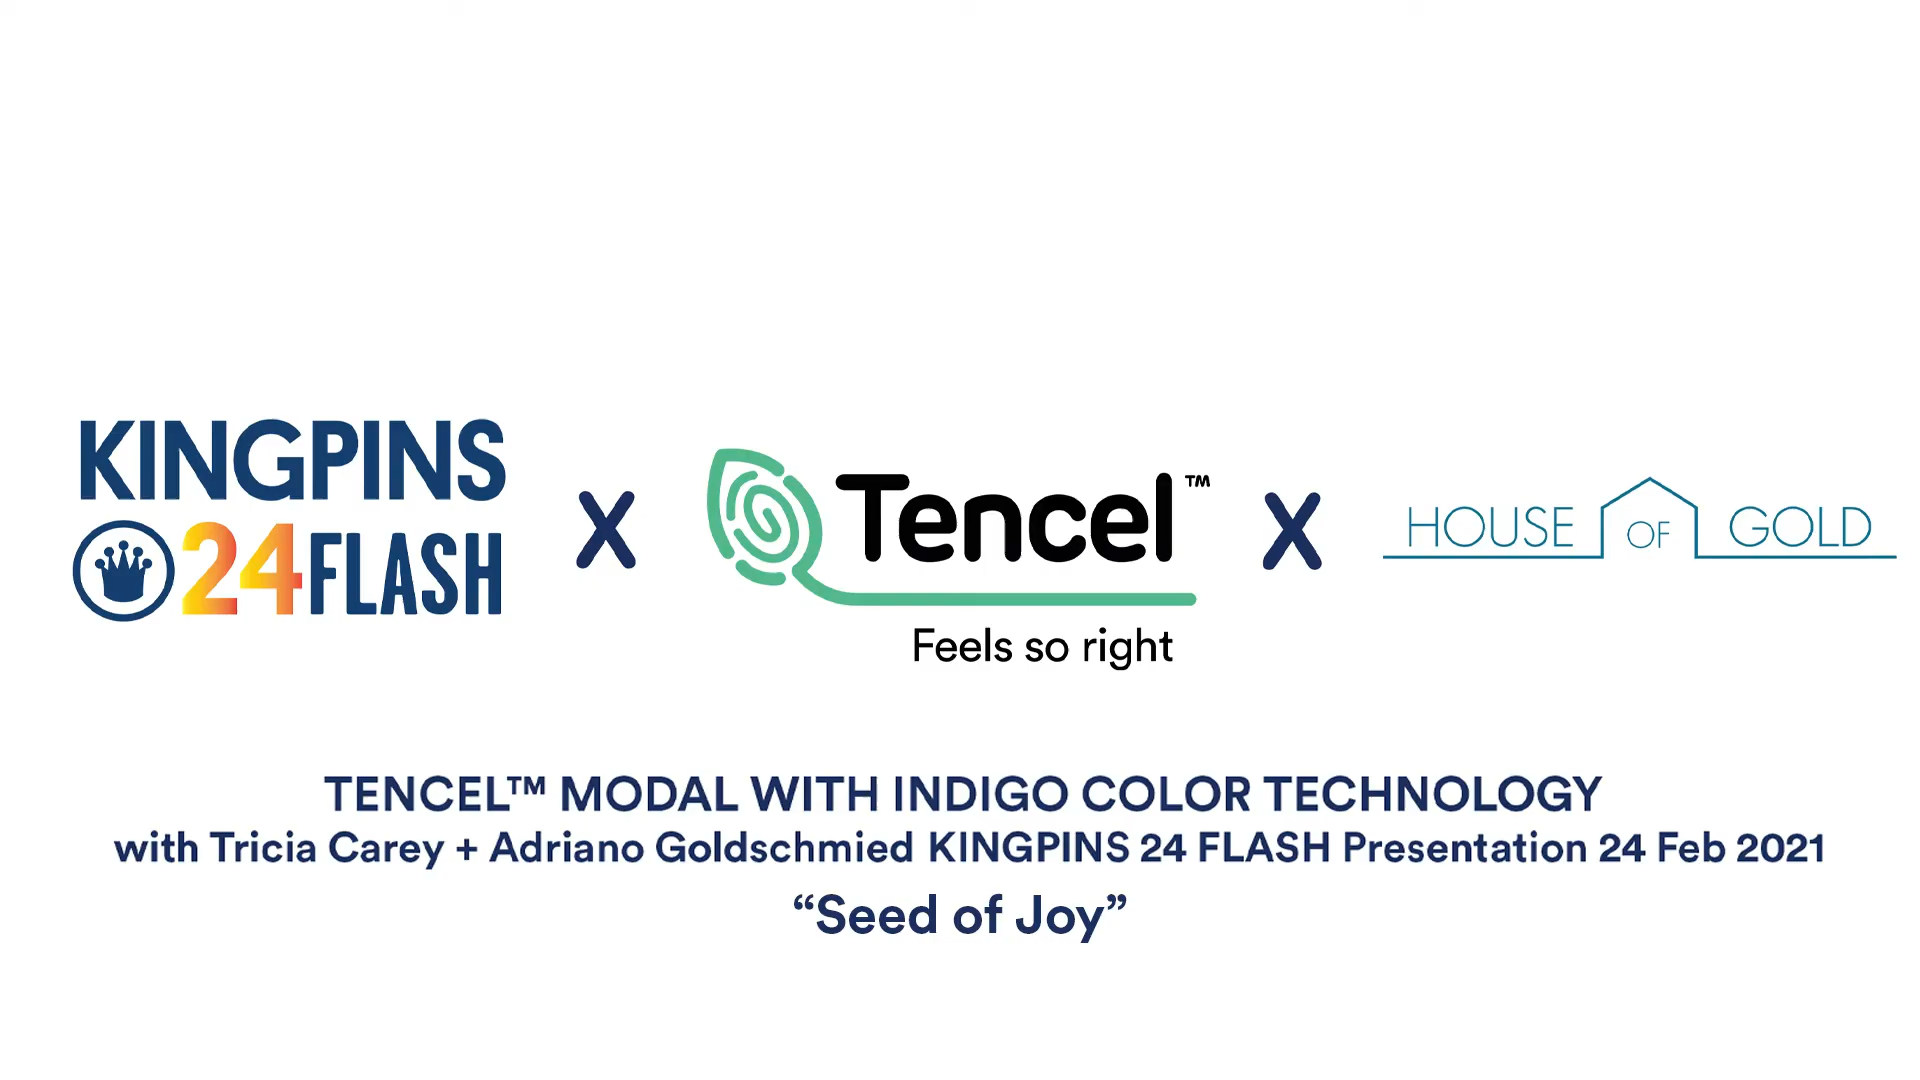 KINGPINS
24FLASH
x
Tencel™
Feels so right
x
HOUSE OF GOLD
TENCEL™ MODAL WITH INDIGO COLOR TECHNOLOGY
with Tricia Carey + Adriano Goldschmied KINGPINS 24 FLASH Presentation 24 Feb 2021
“Seed of Joy”